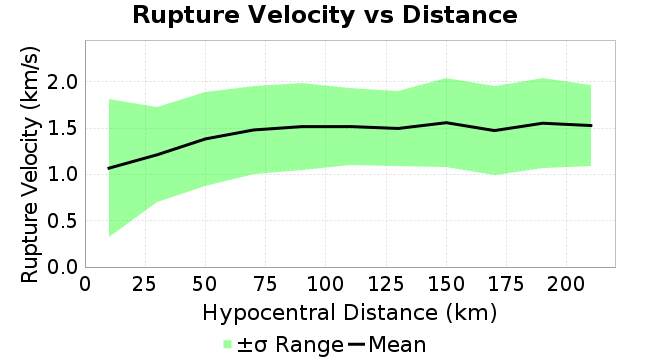 Rupture Velocity vs Distance
Rupture Velocity (km/s)
2.0
1.5
1.0
0.5
0.0
0 25 50 75 100 125 150 175 200
Hypocentral Distance (km)
±σ Range Mean